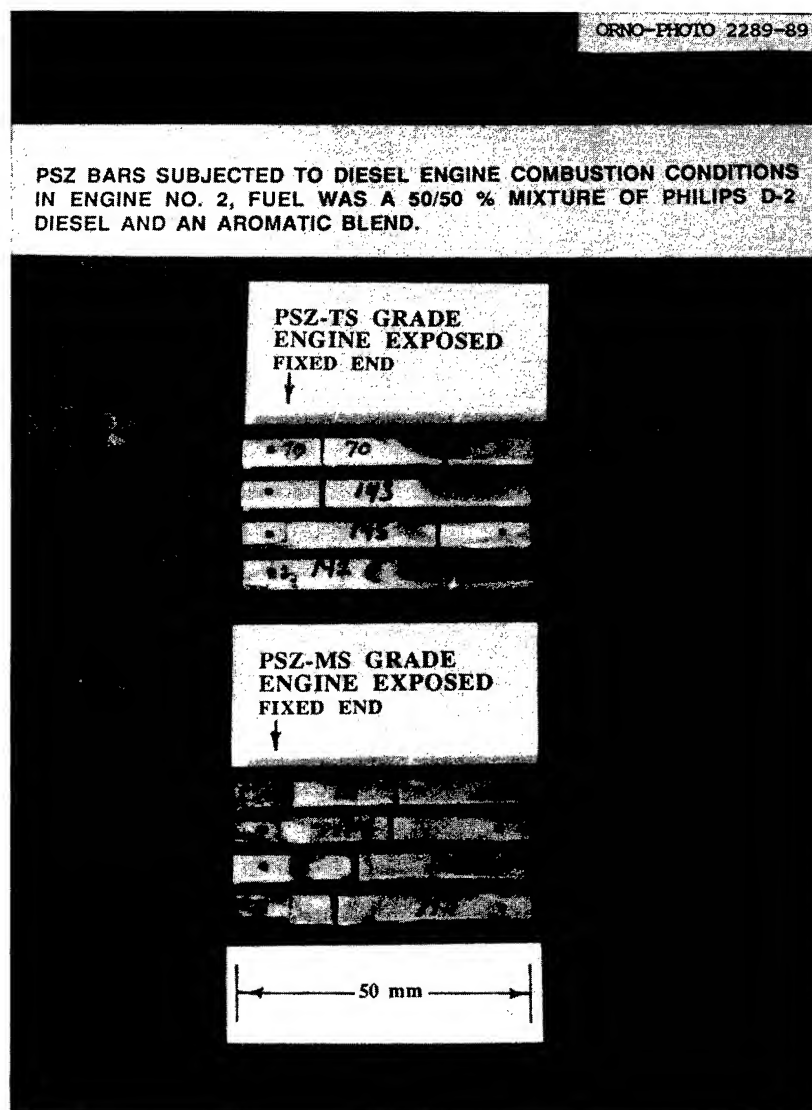 ORNO-PHOTO 2289-89
PSZ BARS SUBJECTED TO DIESEL ENGINE COMBUSTION CONDITIONS
IN ENGINE NO. 2, FUEL WAS A 50/50 % MIXTURE OF PHILIPS D-2
DIESEL AND AN AROMATIC BLEND.
PSZ-TS GRADE
ENGINE EXPOSED
FIXED END
70 70
143
145
PSZ-MS GRADE
ENGINE EXPOSED
FIXED END
50 mm